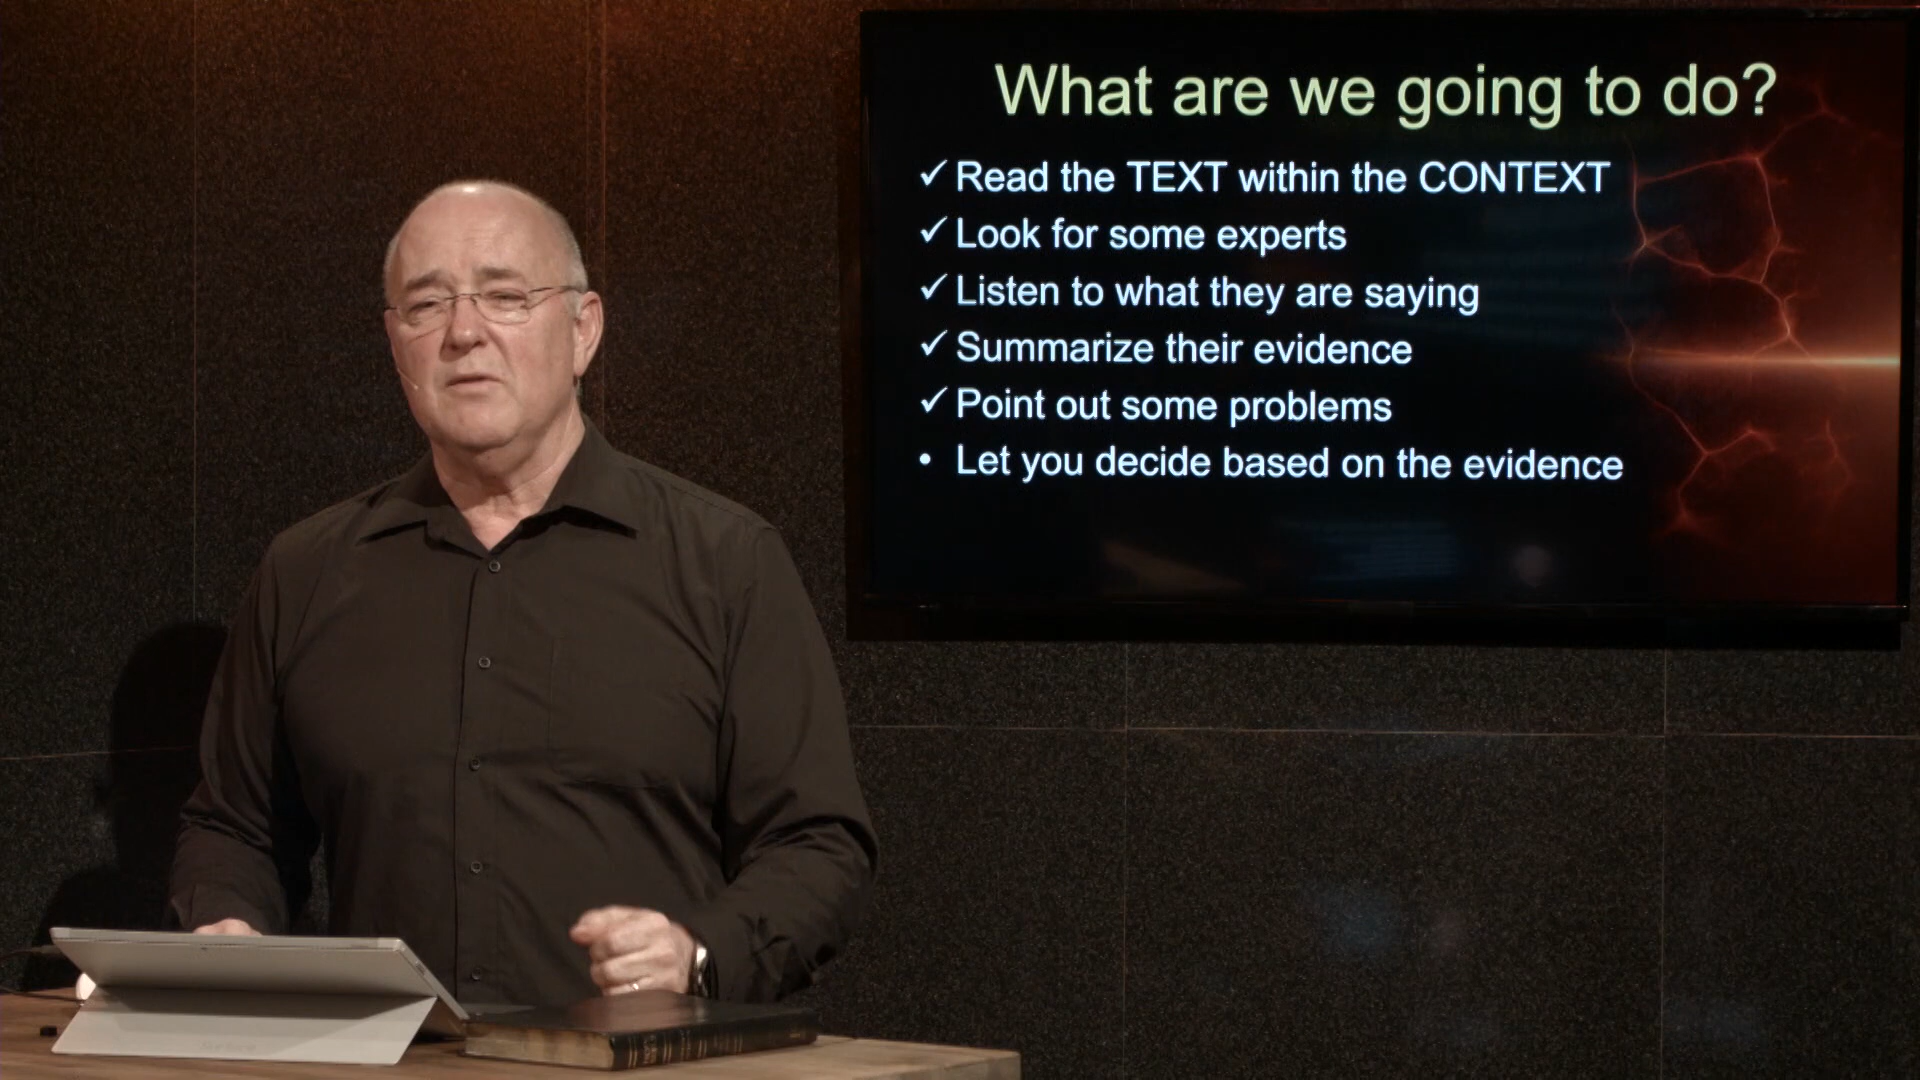 What are we going to do?
✓ Read the TEXT within the CONTEXT
✓ Look for some experts
✓ Listen to what they are saying
✓ Summarize their evidence
✓ Point out some problems
• Let you decide based on the evidence